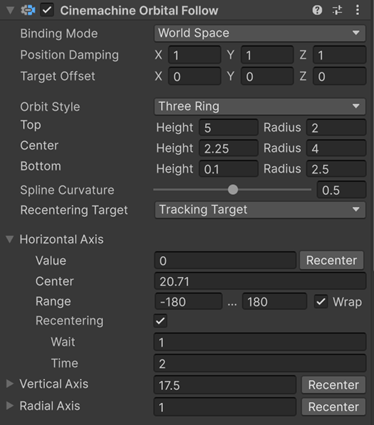 Cinemachine Orbital Follow
Binding Mode World Space
Position Damping X 1 Y 1 Z 1
Target Offset X 0 Y 0 Z 0
Orbit Style Three Ring
Top Height 5 Radius 2
Center Height 2.25 Radius 4
Bottom Height 0.1 Radius 2.5
Spline Curvature 0.5
Recentering Target Tracking Target
Horizontal Axis
Value 0 Recenter
Center 20.71
Range -180 ... 180 Wrap
Recentering
Wait 1
Time 2
Vertical Axis 17.5 Recenter
Radial Axis 1 Recenter